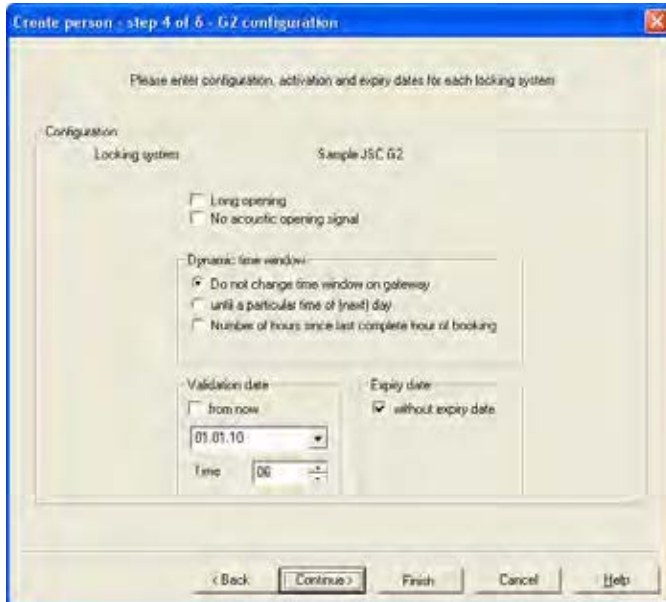 Create person - step 4 of 6 - G2 configuration
Please enter configuration, activation and expiry dates for each locking system
Configuration
Locking system Sample JSC G2
Long opening
No acoustic opening signal
Dynamic time window
Do not change time window on gateway
until a particular time of (next) day
Number of hours since last complete hour of booking
Validation date Expiry date
from now without expiry date
01.01.10
Time 06
< Back Continue > Finish Cancel Help